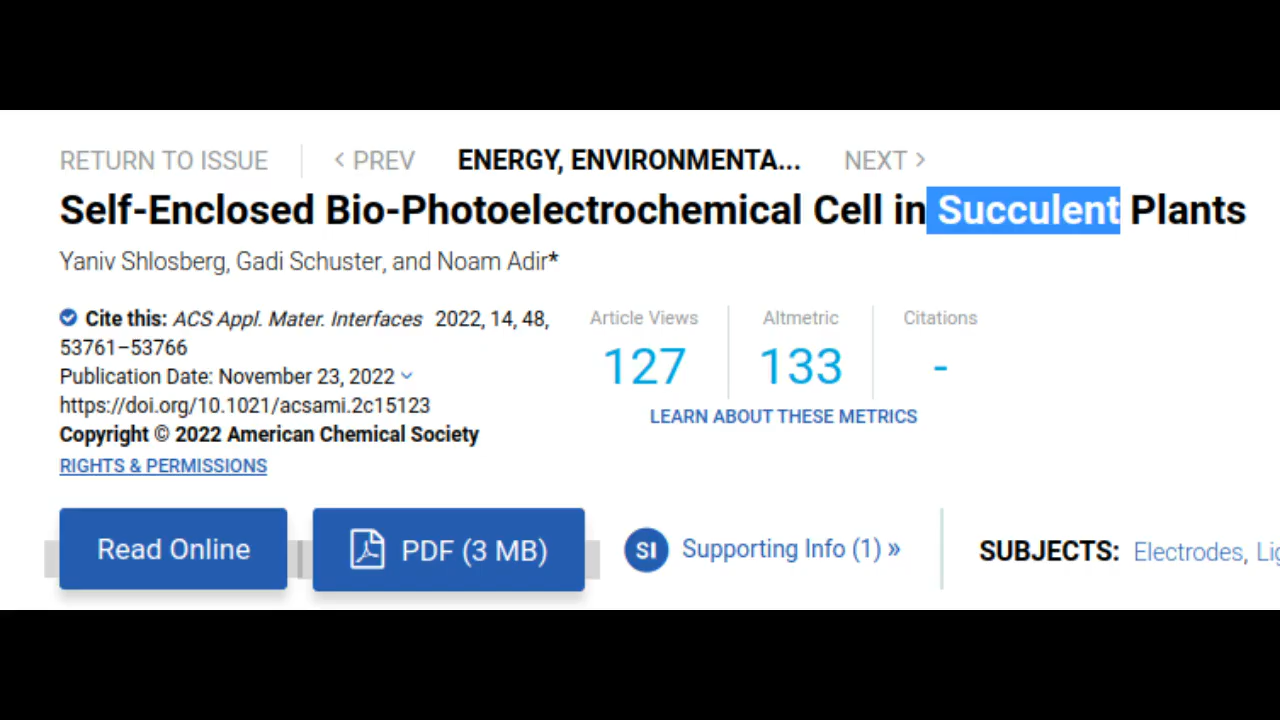 RETURN TO ISSUE < PREV ENERGY, ENVIRONMENTA... NEXT >
Self-Enclosed Bio-Photoelectrochemical Cell in Succulent Plants
Yaniv Shlosberg, Gadi Schuster, and Noam Adir*
Cite this: ACS Appl. Mater. Interfaces 2022, 14, 48,
53761–53766
Publication Date: November 23, 2022
https://doi.org/10.1021/acsami.2c15123
Copyright © 2022 American Chemical Society
RIGHTS & PERMISSIONS
Article Views Altmetric Citations
127 133 -
LEARN ABOUT THESE METRICS
Read Online PDF (3 MB) SI Supporting Info (1) » SUBJECTS: Electrodes,